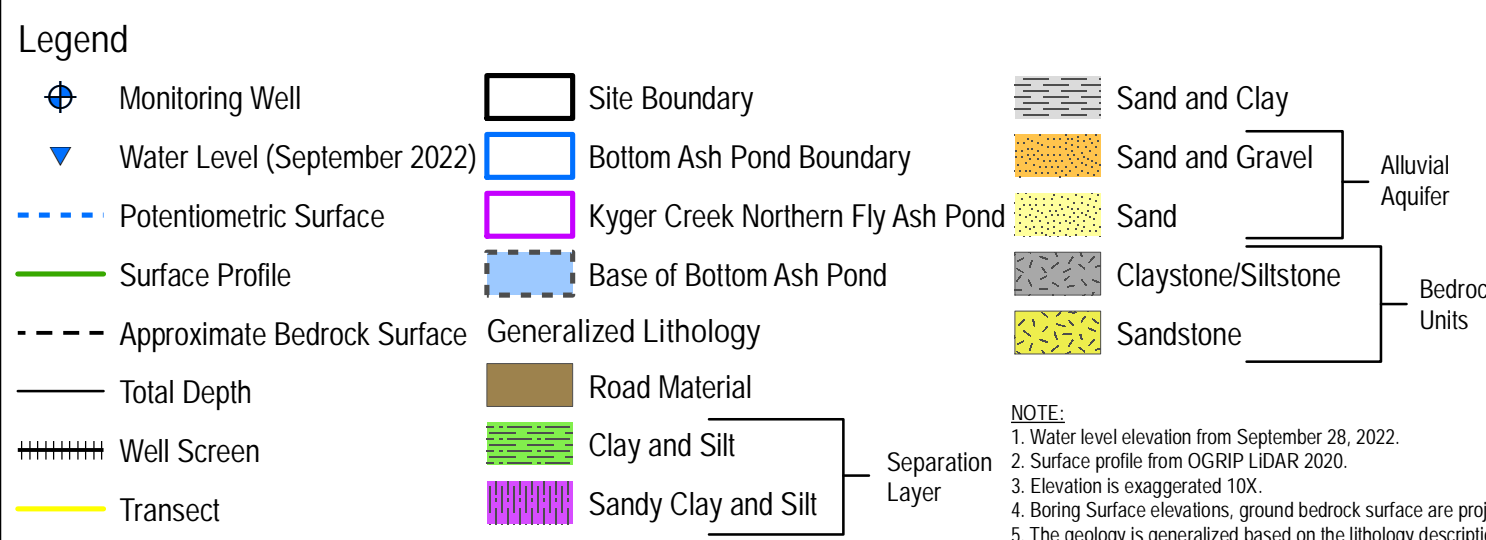 Legend
Monitoring Well
Water Level (September 2022)
Potentiometric Surface
Surface Profile
Approximate Bedrock Surface
Total Depth
Well Screen
Transect
Site Boundary
Bottom Ash Pond Boundary
Kyger Creek Northern Fly Ash Pond
Base of Bottom Ash Pond
Generalized Lithology
Road Material
Clay and Silt
Sandy Clay and Silt
Separation
Layer
Sand and Clay
Sand and Gravel
Sand
Alluvial
Aquifer
Claystone/Siltstone
Sandstone
Units
NOTE:
1. Water level elevation from September 28, 2022.
2. Surface profile from OGRIP LiDAR 2020.
3. Elevation is exaggerated 10X.
4. Boring Surface elevations, ground bedrock surface are
5. The geology is generalized based on the lithology